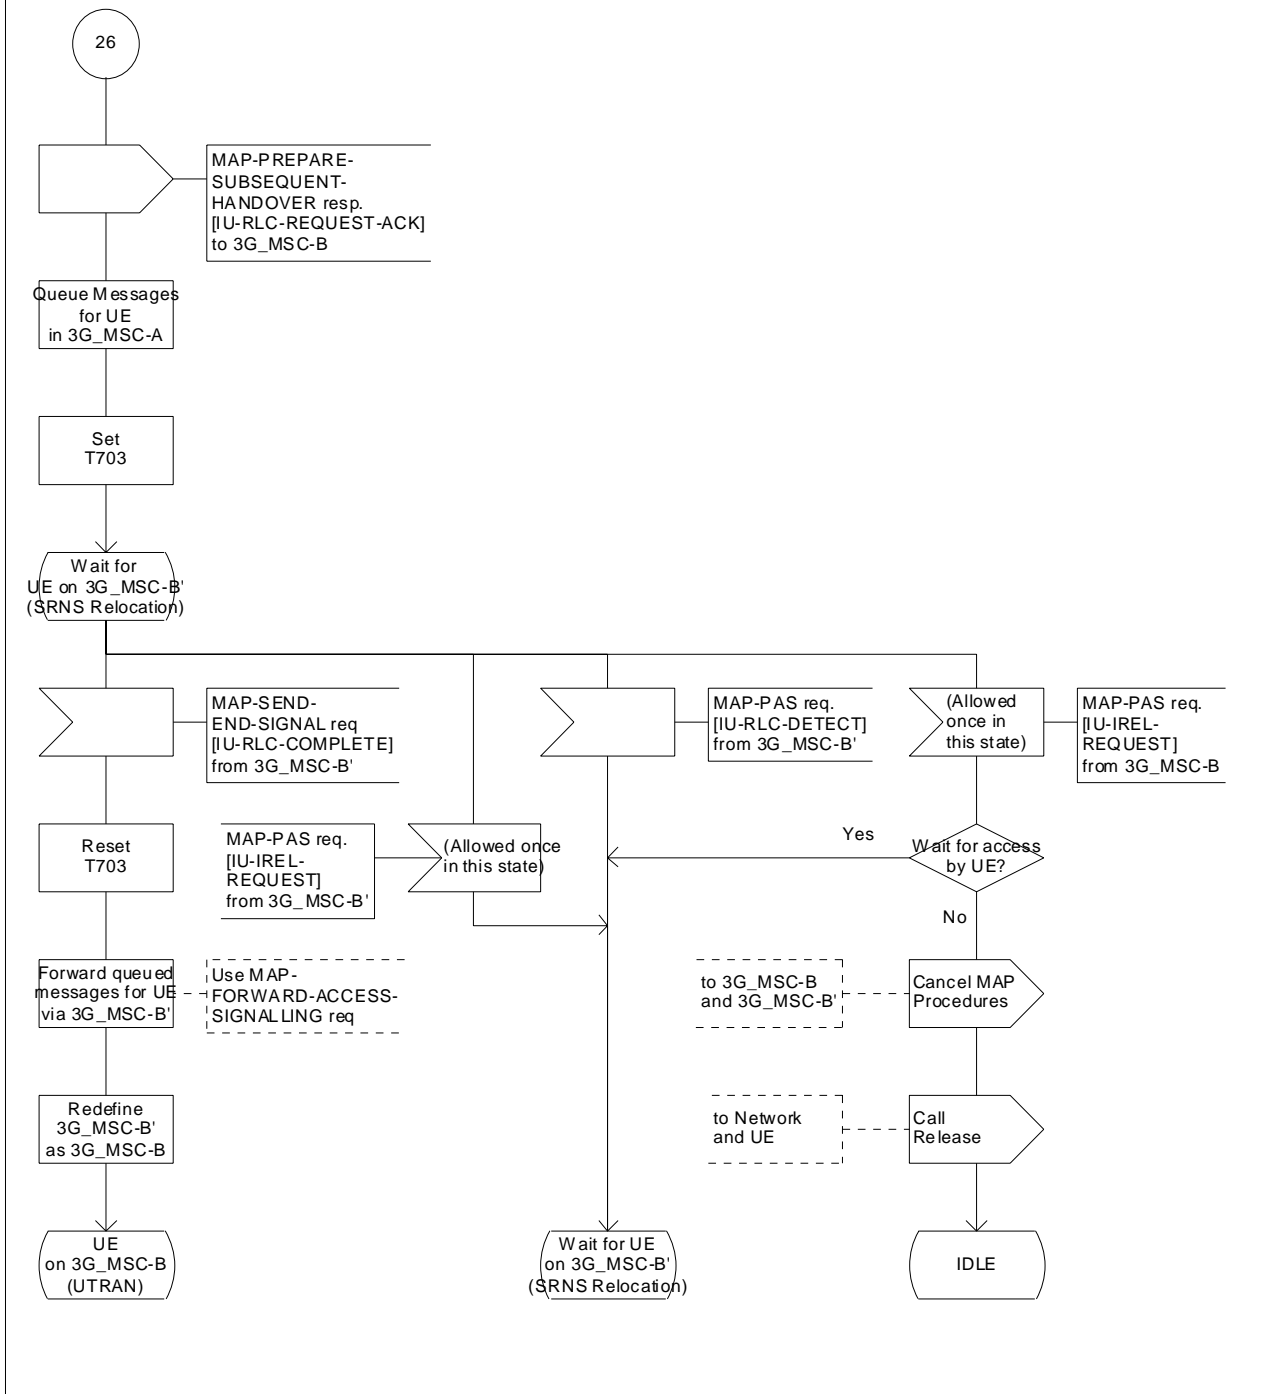 26
MAP-PREPARE-
SUBSEQUENT-
HANDOVER resp.
[IU-RLC-REQUEST-ACK]
to 3G_MSC-B
Queue Messages
for UE
in 3G_MSC-A
Set
T703
Wait for
UE on 3G_MSC-B'
(SRNS Relocation)
MAP-SEND-
END-SIGNAL req
[IU-RLC-COMPLETE]
from 3G_MSC-B'
MAP-PAS req.
[IU-RLC-DETECT]
from 3G_MSC-B'
(Allowed
once in
this state)
MAP-PAS req.
[IU-IREL-
REQUEST]
from 3G_MSC-B
Reset
T703
MAP-PAS req.
[IU-IREL-
REQUEST]
from 3G_MSC-B'
(Allowed once
in this state)
Yes
Wait for access
by UE?
No
Forward queued
messages for UE
via 3G_MSC-B'
Use MAP-
FORWARD-ACCESS-
SIGNALLING req
to 3G_MSC-B
and 3G_MSC-B'
Cancel MAP
Procedures
Redefine
3G_MSC-B'
as 3G_MSC-B
to Network
and UE
Call
Release
UE
on 3G_MSC-B
(UTRAN)
Wait for UE
on 3G_MSC-B'
(SRNS Relocation)
IDLE